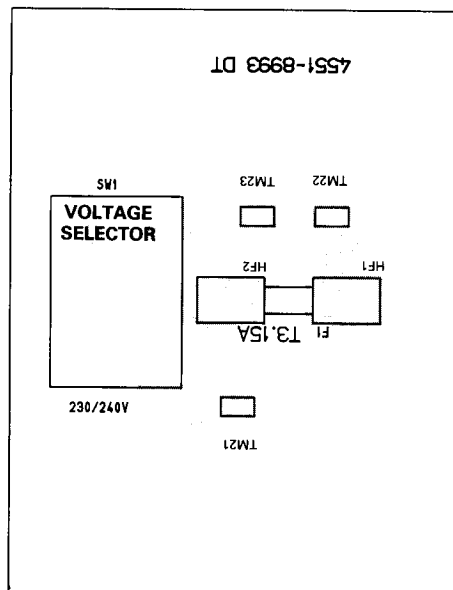 4551-8993 DT
SW1
TM23
TM22
VOLTAGE
SELECTOR
HF2
HF1
T3.15A
F1
230/240V
TM21